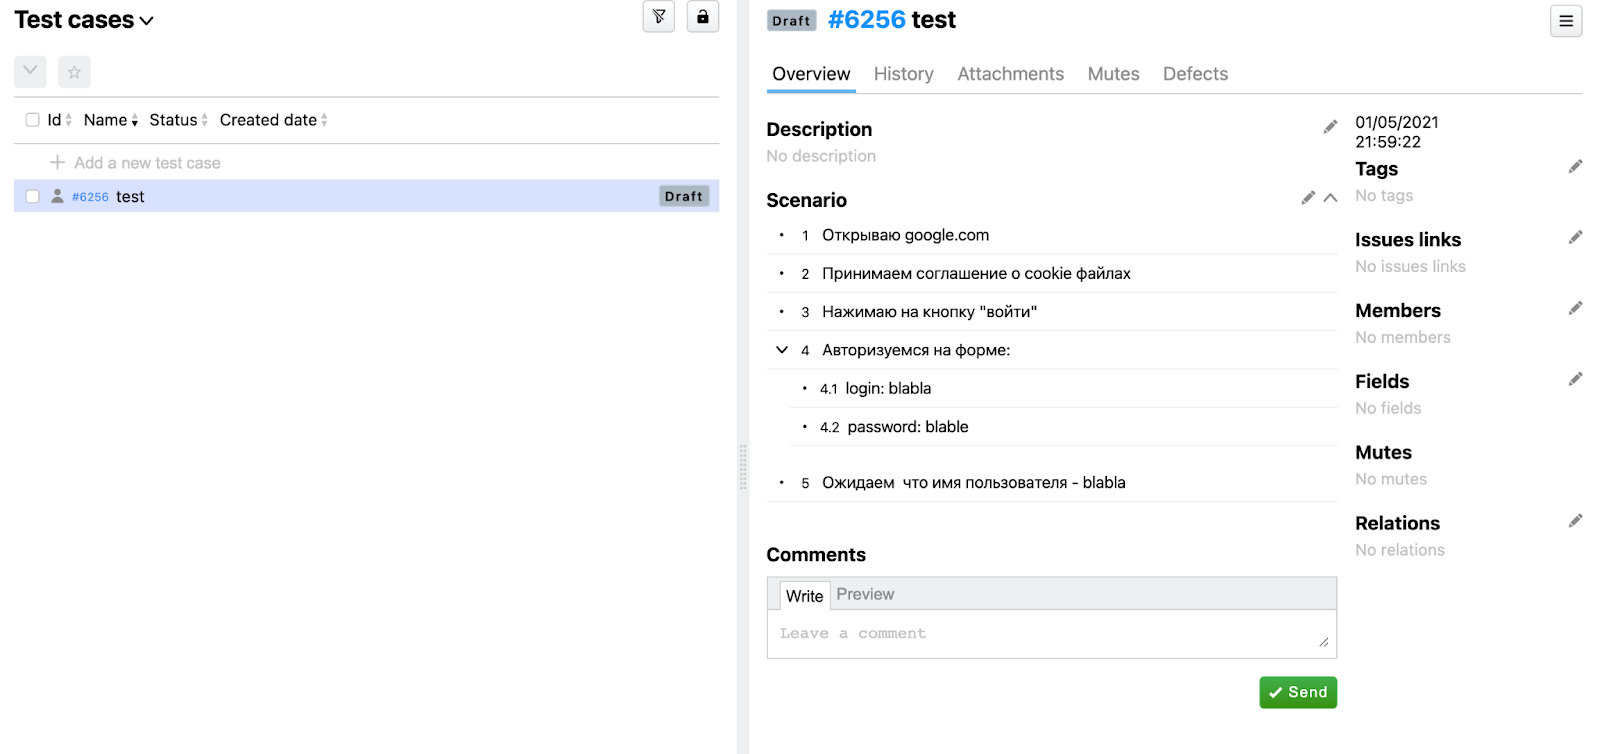 Test cases
Id Name Status Created date
Add a new test case
#6256 test Draft
Draft #6256 test
Overview History Attachments Mutes Defects
Description
No description
Scenario
1 Открываю google.com
2 Принимаем соглашение о cookie файлах
3 Нажимаю на кнопку "войти"
4 Авторизуемся на форме:
4.1 login: blabla
4.2 password: blable
5 Ожидаем что имя пользователя - blabla
Comments
Write Preview
Leave a comment
Send
01/05/2021
21:59:22
Tags
No tags
Issues links
No issues links
Members
No members
Fields
No fields
Mutes
No mutes
Relations
No relations